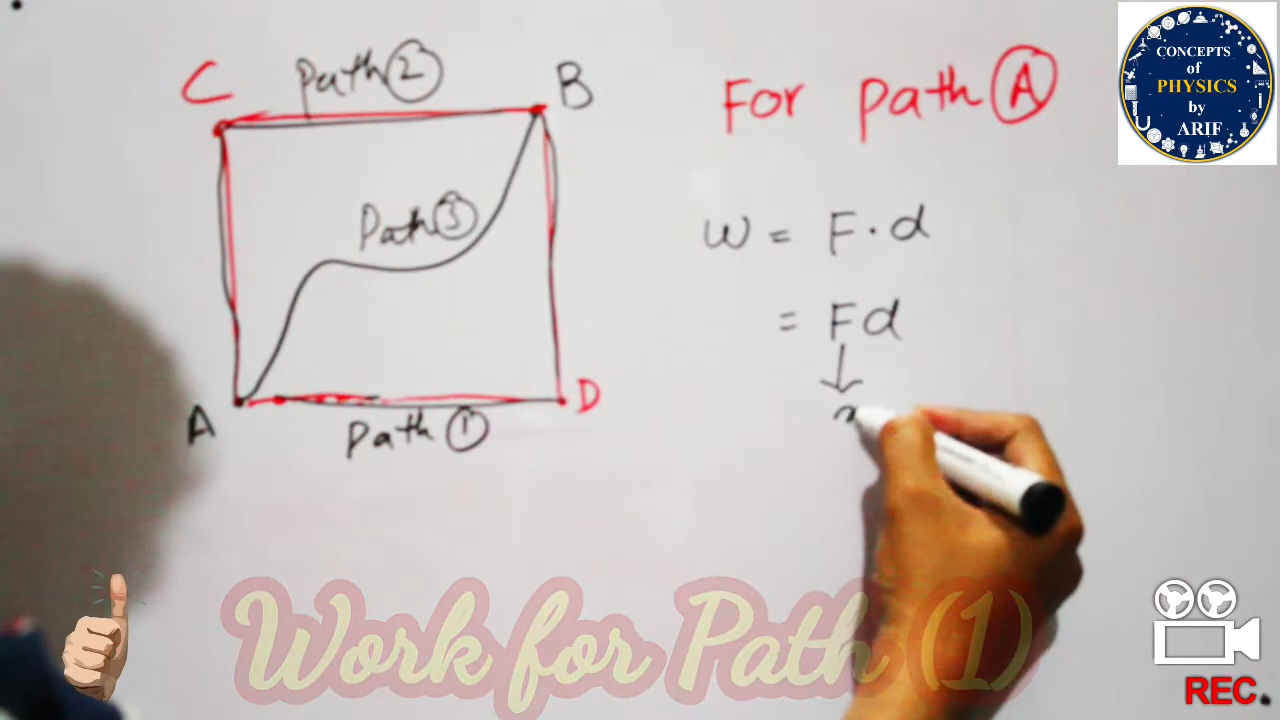 C
Path ②
B
Path ③
A
Path ①
D
For path Ⓐ
W = F . d
= Fd
CONCEPTS
of
PHYSICS
by
ARIF
Work for Path (1)
REC.